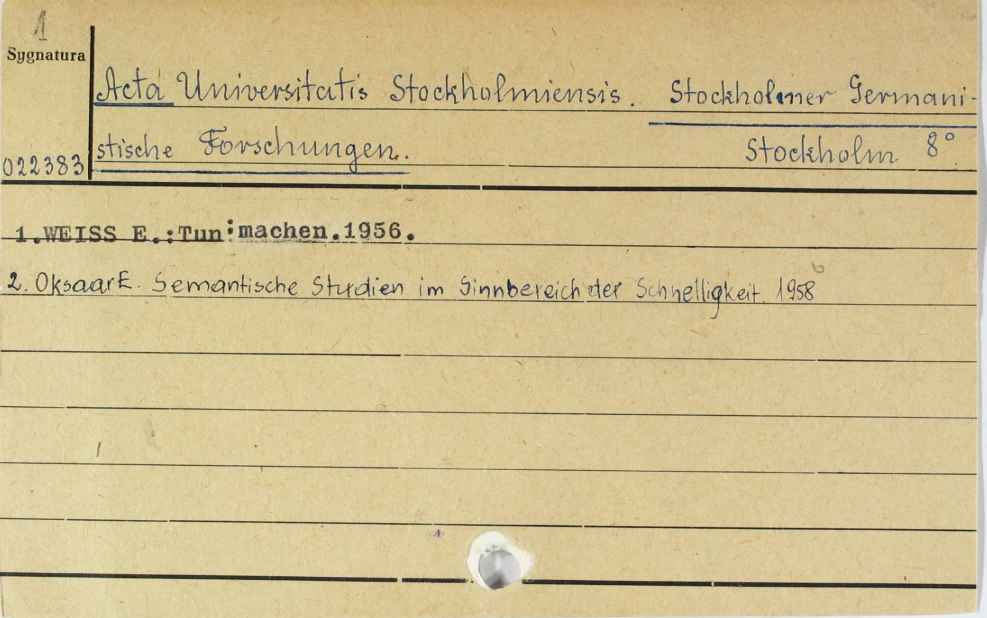 1
Sygnatura
Acta Universitatis Stockholmiensis. Stockholmer Germani-
022383 stische Forschungen. Stockholm 8°.
1.WEISS E.:Tun:machen.1956.
2. Oksaar E. Semantische Studien im Sinnbereich der Schnelligkeit. 1958